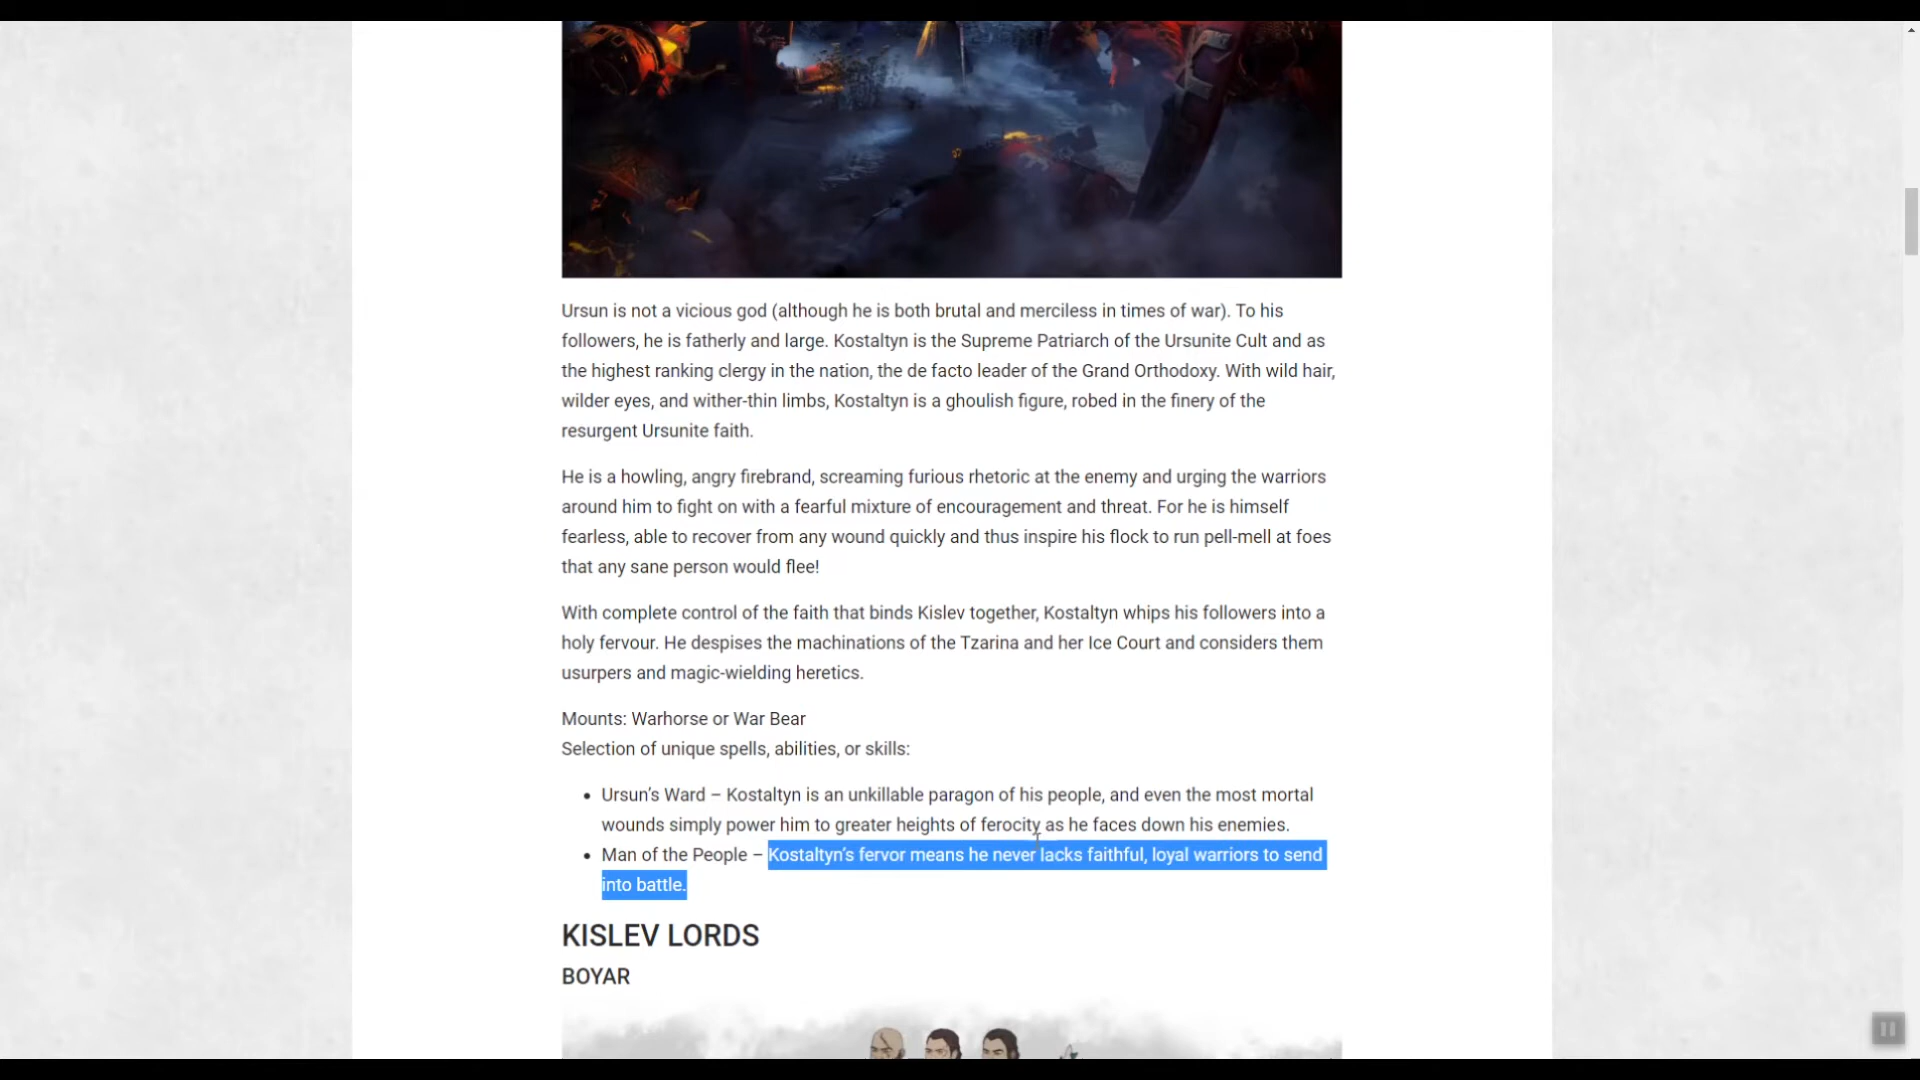 Ursun is not a vicious god (although he is both brutal and merciless in times of war). To his
followers, he is fatherly and large. Kostaltyn is the Supreme Patriarch of the Ursunite Cult and as
the highest ranking clergy in the nation, the de facto leader of the Grand Orthodoxy. With wild hair,
wilder eyes, and wither-thin limbs, Kostaltyn is a ghoulish figure, robed in the finery of the
resurgent Ursunite faith.
He is a howling, angry firebrand, screaming furious rhetoric at the enemy and urging the warriors
around him to fight on with a fearful mixture of encouragement and threat. For he is himself
fearless, able to recover from any wound quickly and thus inspire his flock to run pell-mell at foes
that any sane person would flee!
With complete control of the faith that binds Kislev together, Kostaltyn whips his followers into a
holy fervour. He despises the machinations of the Tzarina and her Ice Court and considers them
usurpers and magic-wielding heretics.
Mounts: Warhorse or War Bear
Selection of unique spells, abilities, or skills:
• Ursun’s Ward – Kostaltyn is an unkillable paragon of his people, and even the most mortal
wounds simply power him to greater heights of ferocity as he faces down his enemies.
• Man of the People – Kostaltyn’s fervor means he never lacks faithful, loyal warriors to send
into battle.
KISLEV LORDS
BOYAR